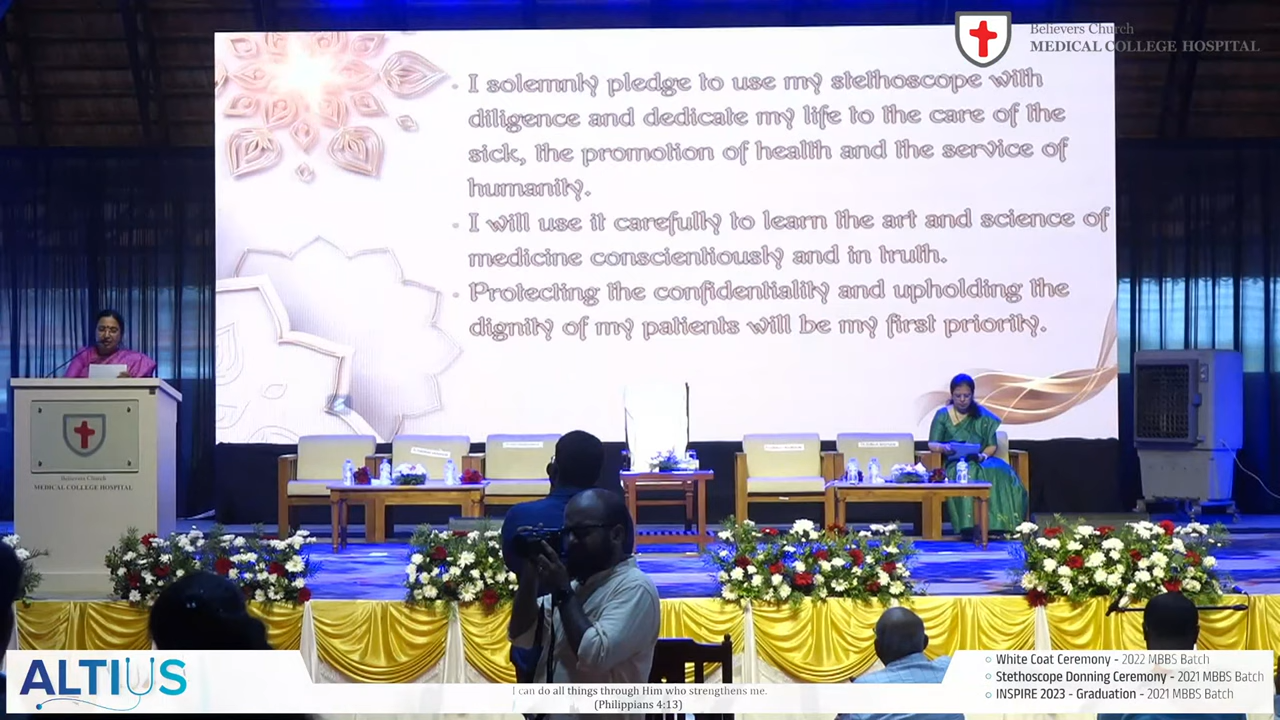 Believers Church
MEDICAL COLLEGE HOSPITAL
• I solemnly pledge to use my stethoscope with
diligence and dedicate my life to the care of the
sick, the promotion of health and the service of
humanity.
• I will use it carefully to learn the art and science of
medicine conscientiously and in truth.
• Protecting the confidentiality and upholding the
dignity of my patients will be my first priority.
Believers Church
MEDICAL COLLEGE HOSPITAL
ALTIUS
I can do all things through Him who strengthens me.
(Philippians 4:13)
White Coat Ceremony - 2022 MBBS Batch
Stethoscope Donning Ceremony - 2021 MBBS Batch
INSPIRE 2023 - Graduation - 2021 MBBS Batch